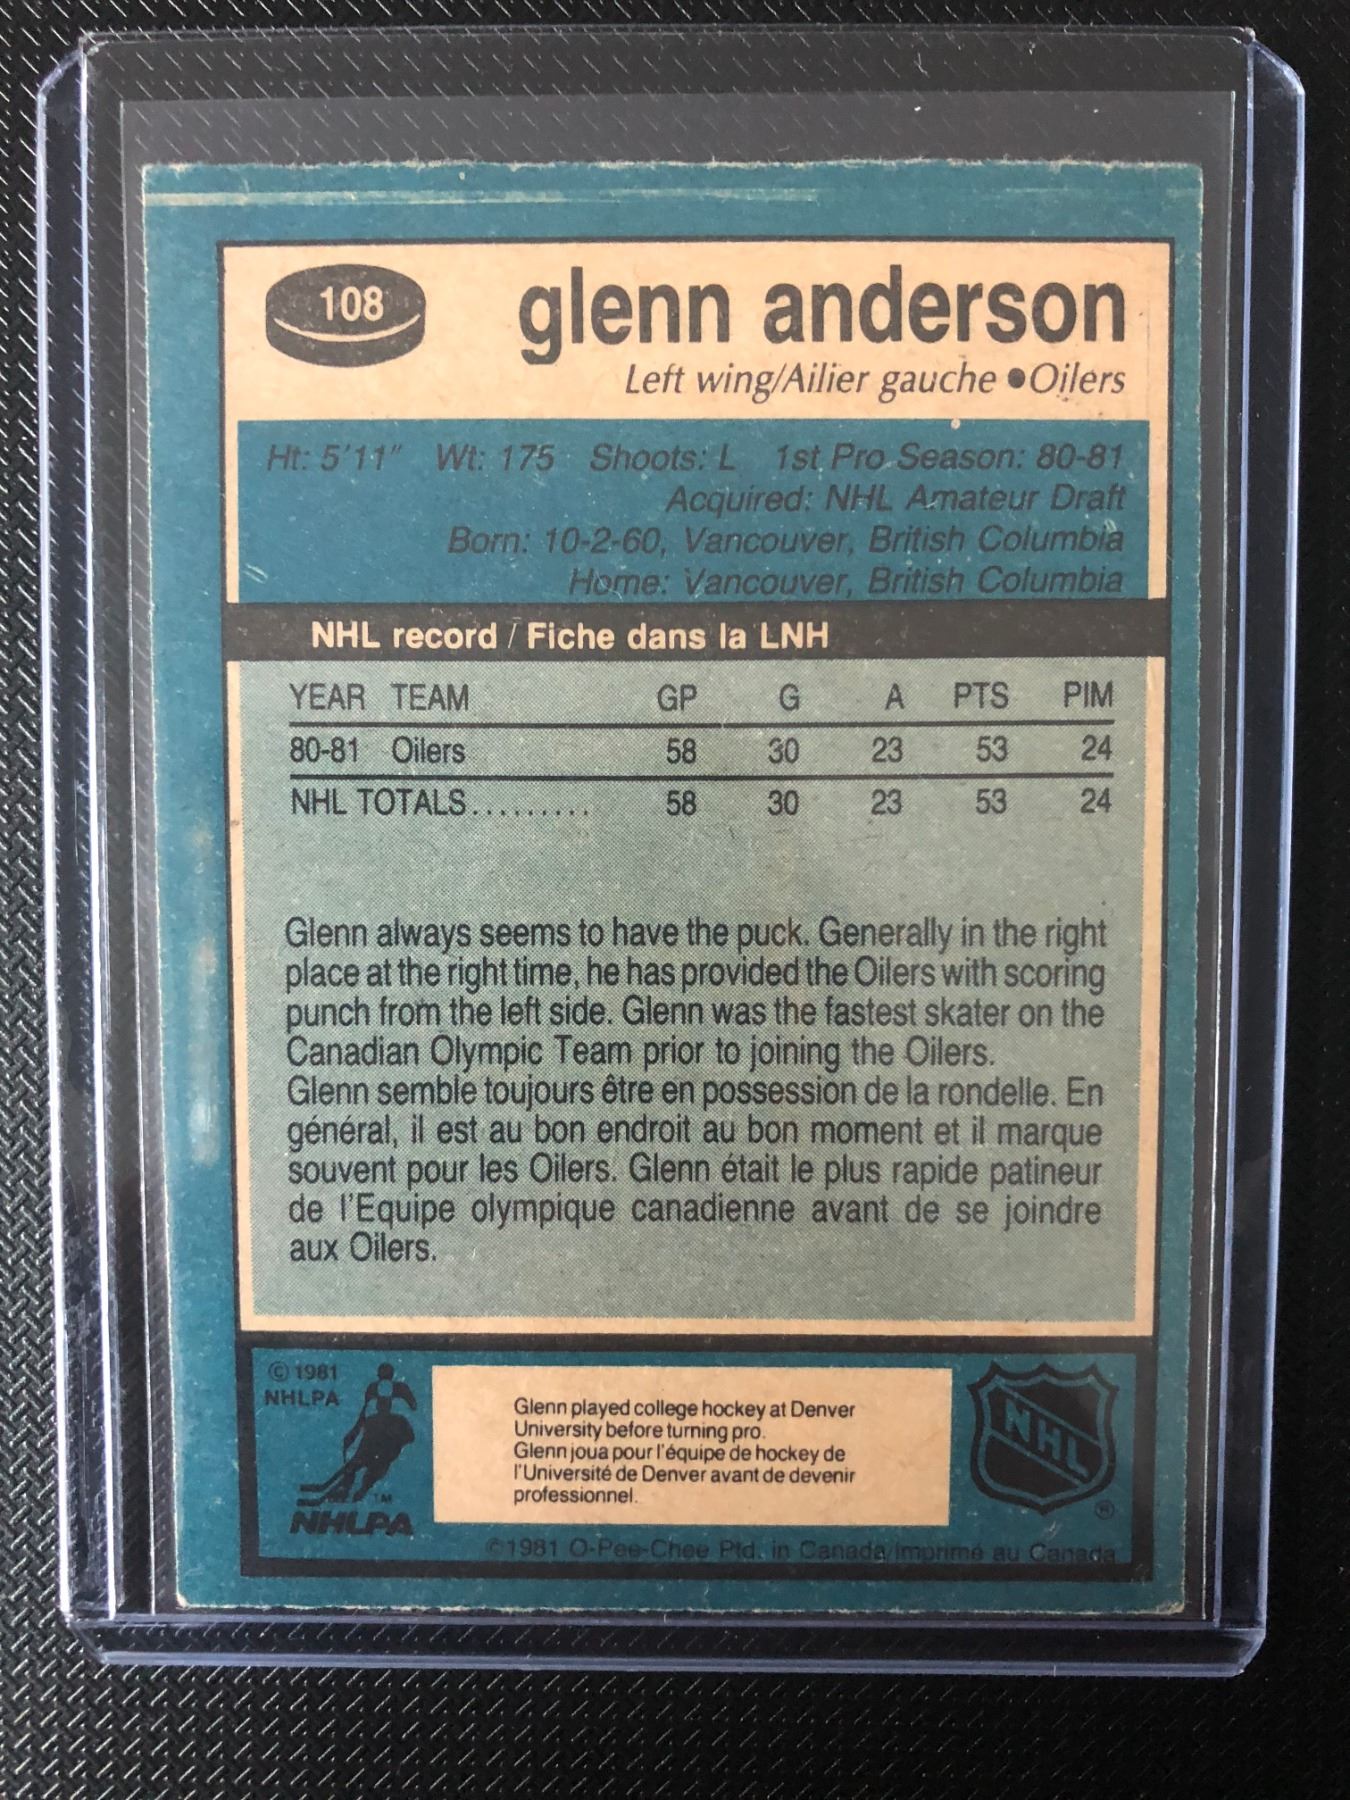 108
glenn anderson
Left wing/Ailier gauche ● Oilers
Ht: 5'11" Wt: 175 Shoots: L 1st Pro Season: 80-81
Acquired: NHL Amateur Draft
Born: 10-2-60, Vancouver, British Columbia
Home: Vancouver, British Columbia
NHL record / Fiche dans la LNH
YEAR TEAM GP G A PTS PIM
80-81 Oilers 58 30 23 53 24
NHL TOTALS.......... 58 30 23 53 24
Glenn always seems to have the puck. Generally in the right
place at the right time, he has provided the Oilers with scoring
punch from the left side. Glenn was the fastest skater on the
Canadian Olympic Team prior to joining the Oilers.
Glenn semble toujours être en possession de la rondelle. En
général, il est au bon endroit au bon moment et il marque
souvent pour les Oilers. Glenn était le plus rapide patineur
de l'Equipe olympique canadienne avant de se joindre
aux Oilers.
© 1981
NHLPA
TM
NHLPA
Glenn played college hockey at Denver
University before turning pro.
Glenn joua pour l'équipe de hockey de
l'Université de Denver avant de devenir
professionnel.
NHL
®
©1981 O-Pee-Chee Ptd. in Canada/imprimé au Canada